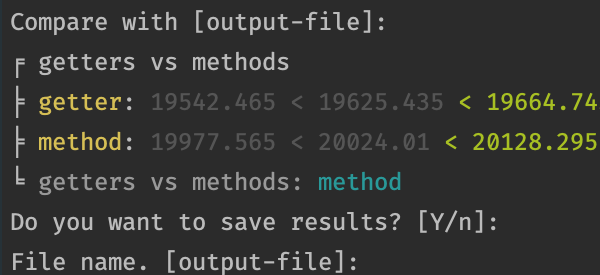 Compare with [output-file]:
╒ getters vs methods
╞ getter: 19542.465 < 19625.435 < 19664.74
╞ method: 19977.565 < 20024.01 < 20128.295
╘ getters vs methods: method
Do you want to save results? [Y/n]:
File name. [output-file]: